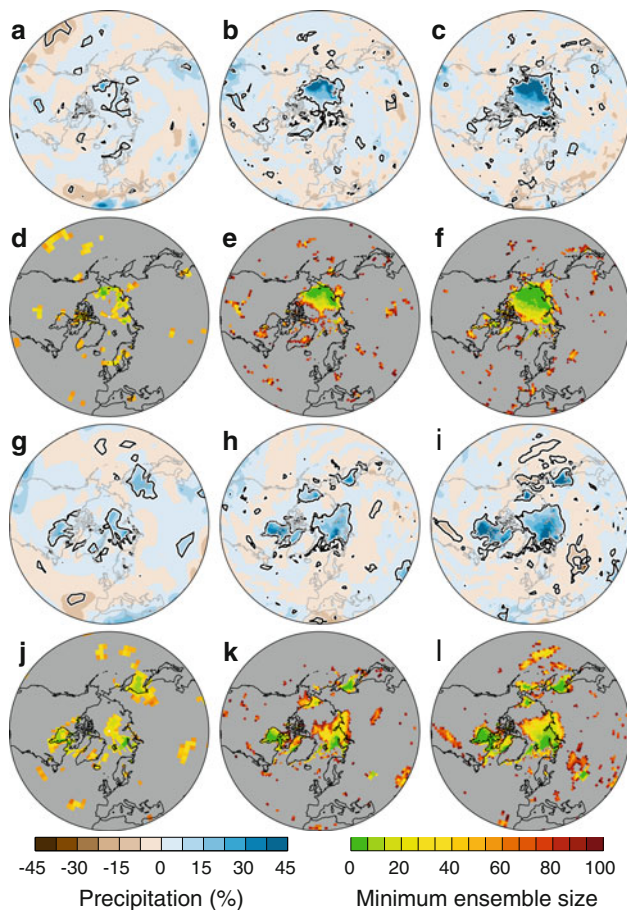 a b c
d e f
g h i
j k l
-45 -30 -15 0 15 30 45 0 20 40 60 80 100
Precipitation (%) Minimum ensemble size